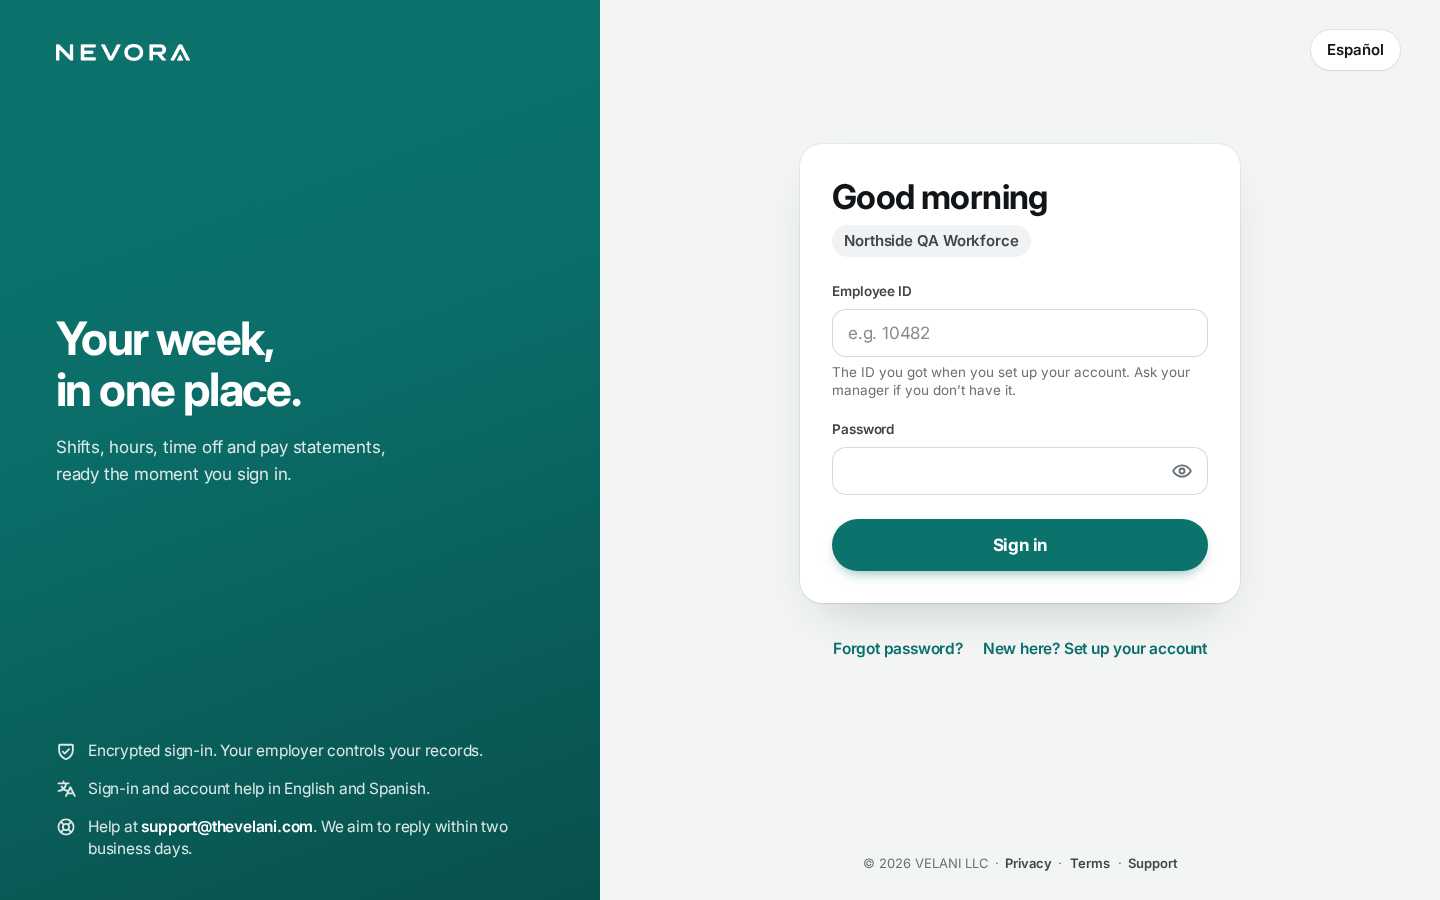 NEVORA
Your week,
in one place.
Shifts, hours, time off and pay statements,
ready the moment you sign in.
Encrypted sign-in. Your employer controls your records.
Sign-in and account help in English and Spanish.
Help at support@thevelani.com. We aim to reply within two
business days.
Español
Good morning
Northside QA Workforce
Employee ID
e.g. 10482
The ID you got when you set up your account. Ask your
manager if you don’t have it.
Password
Sign in
Forgot password? New here? Set up your account
© 2026 VELANI LLC · Privacy · Terms · Support